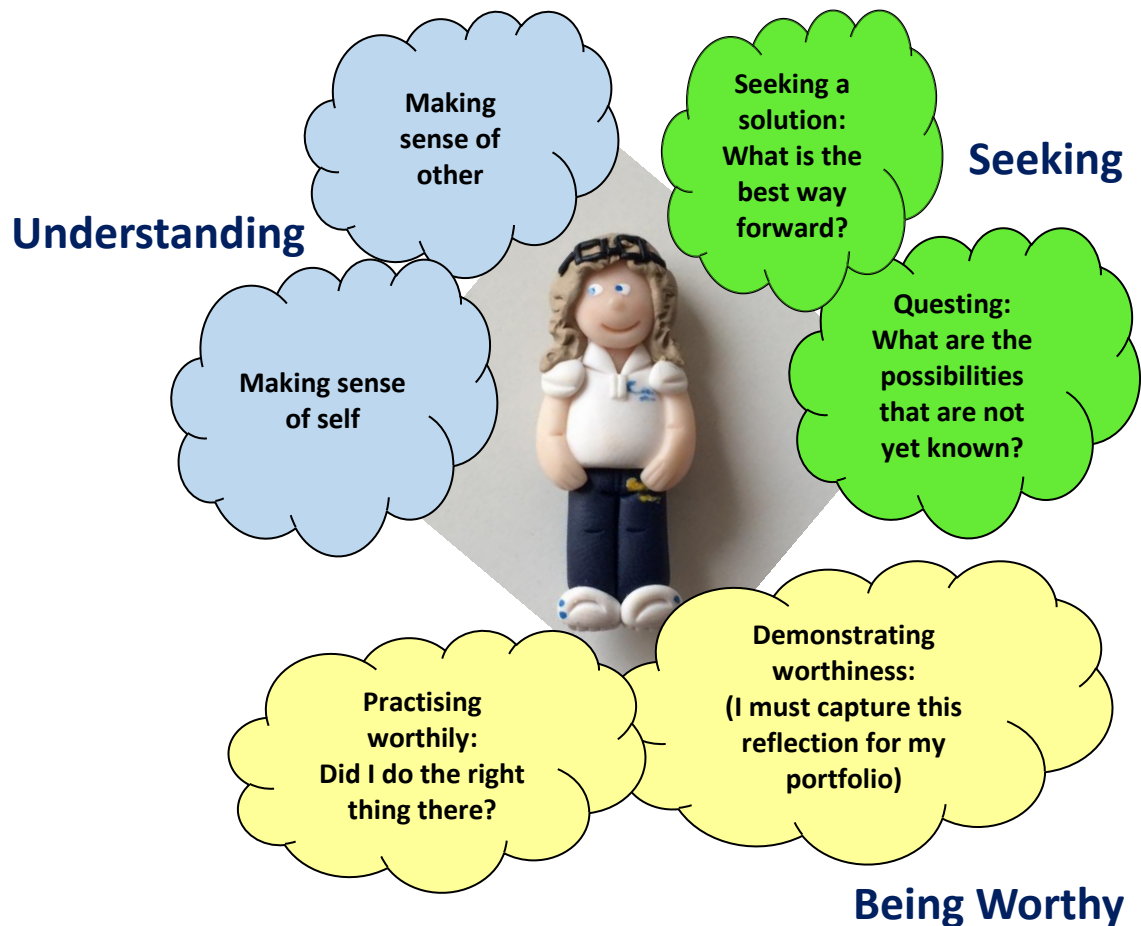 Making
sense of
other
Seeking a
solution:
What is the
best way
forward?
Seeking
Understanding
Making sense
of self
Questing:
What are the
possibilities
that are not
yet known?
Practising
worthily:
Did I do the right
thing there?
Demonstrating
worthiness:
(I must capture this
reflection for my
portfolio)
Being Worthy